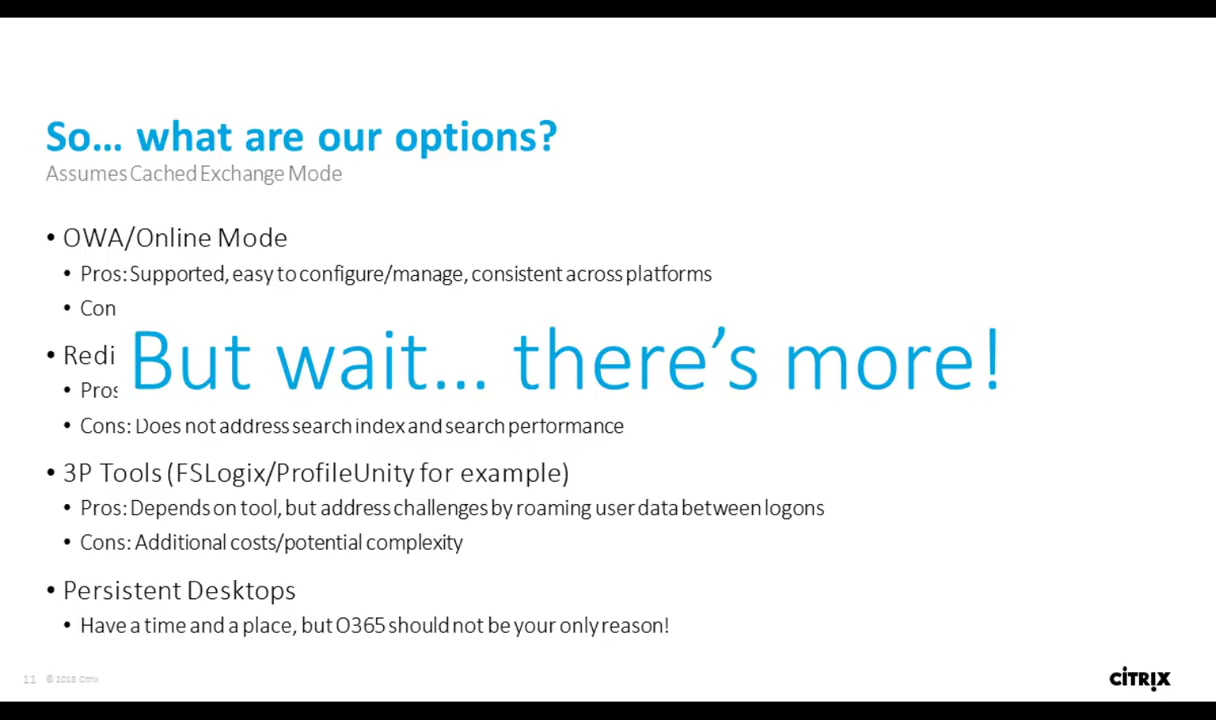 So... what are our options?
Assumes Cached Exchange Mode
• OWA/Online Mode
• Pros: Supported, easy to configure/manage, consistent across platforms
• Con
• Redi
But wait... there's more!
• Pros
• Cons: Does not address search index and search performance
• 3P Tools (FSLogix/ProfileUnity for example)
• Pros: Depends on tool, but address challenges by roaming user data between logons
• Cons: Additional costs/potential complexity
• Persistent Desktops
• Have a time and a place, but O365 should not be your only reason!
11 © 2018 Citrix
CİTRIX